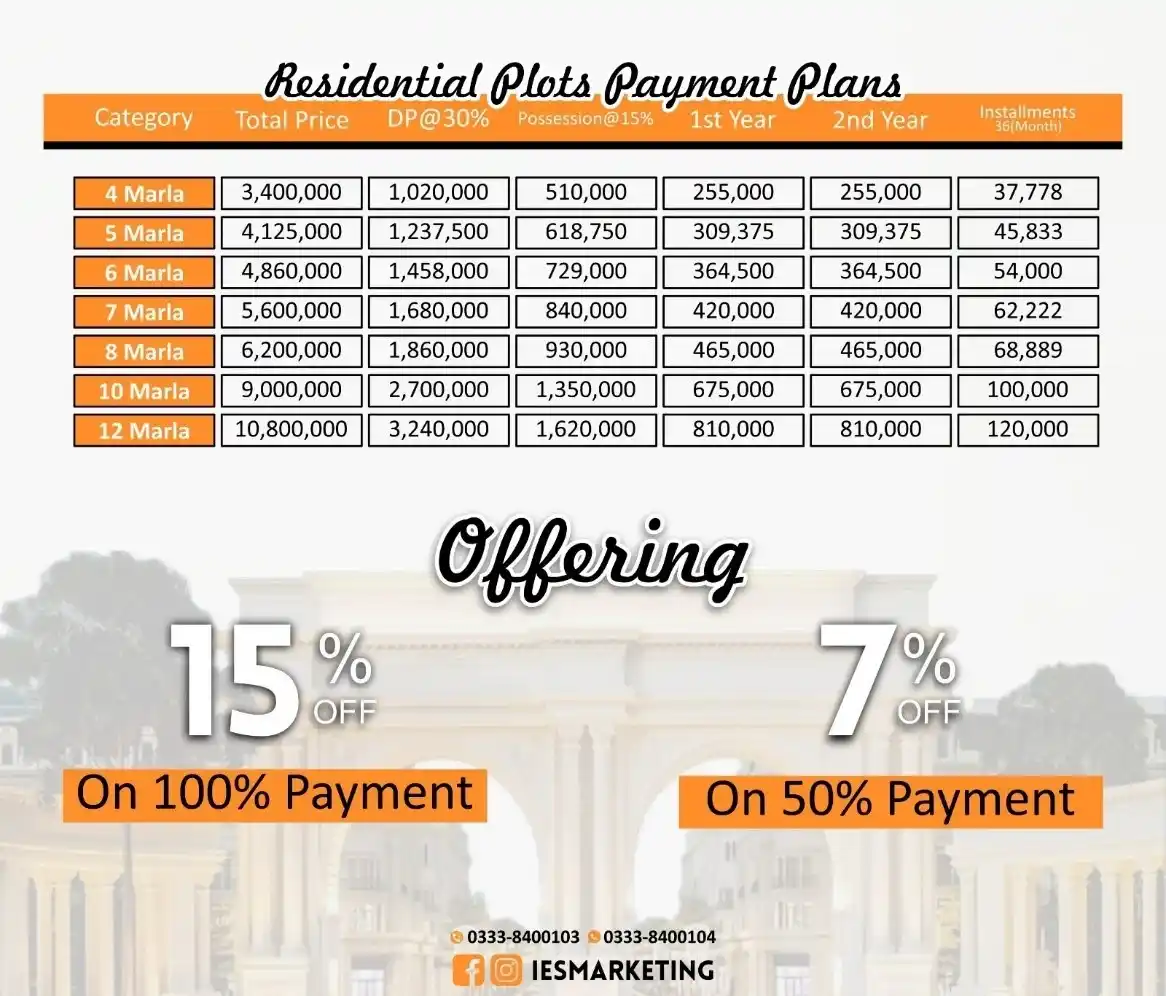 Residential Plots Payment Plans
Category Total Price DP@30% Possession@15% 1st Year 2nd Year Installments
36(Month)
4 Marla 3,400,000 1,020,000 510,000 255,000 255,000 37,778
5 Marla 4,125,000 1,237,500 618,750 309,375 309,375 45,833
6 Marla 4,860,000 1,458,000 729,000 364,500 364,500 54,000
7 Marla 5,600,000 1,680,000 840,000 420,000 420,000 62,222
8 Marla 6,200,000 1,860,000 930,000 465,000 465,000 68,889
10 Marla 9,000,000 2,700,000 1,350,000 675,000 675,000 100,000
12 Marla 10,800,000 3,240,000 1,620,000 810,000 810,000 120,000
Offering
15% OFF
On 100% Payment
7% OFF
On 50% Payment
0333-8400103 0333-8400104
IESMARKETING